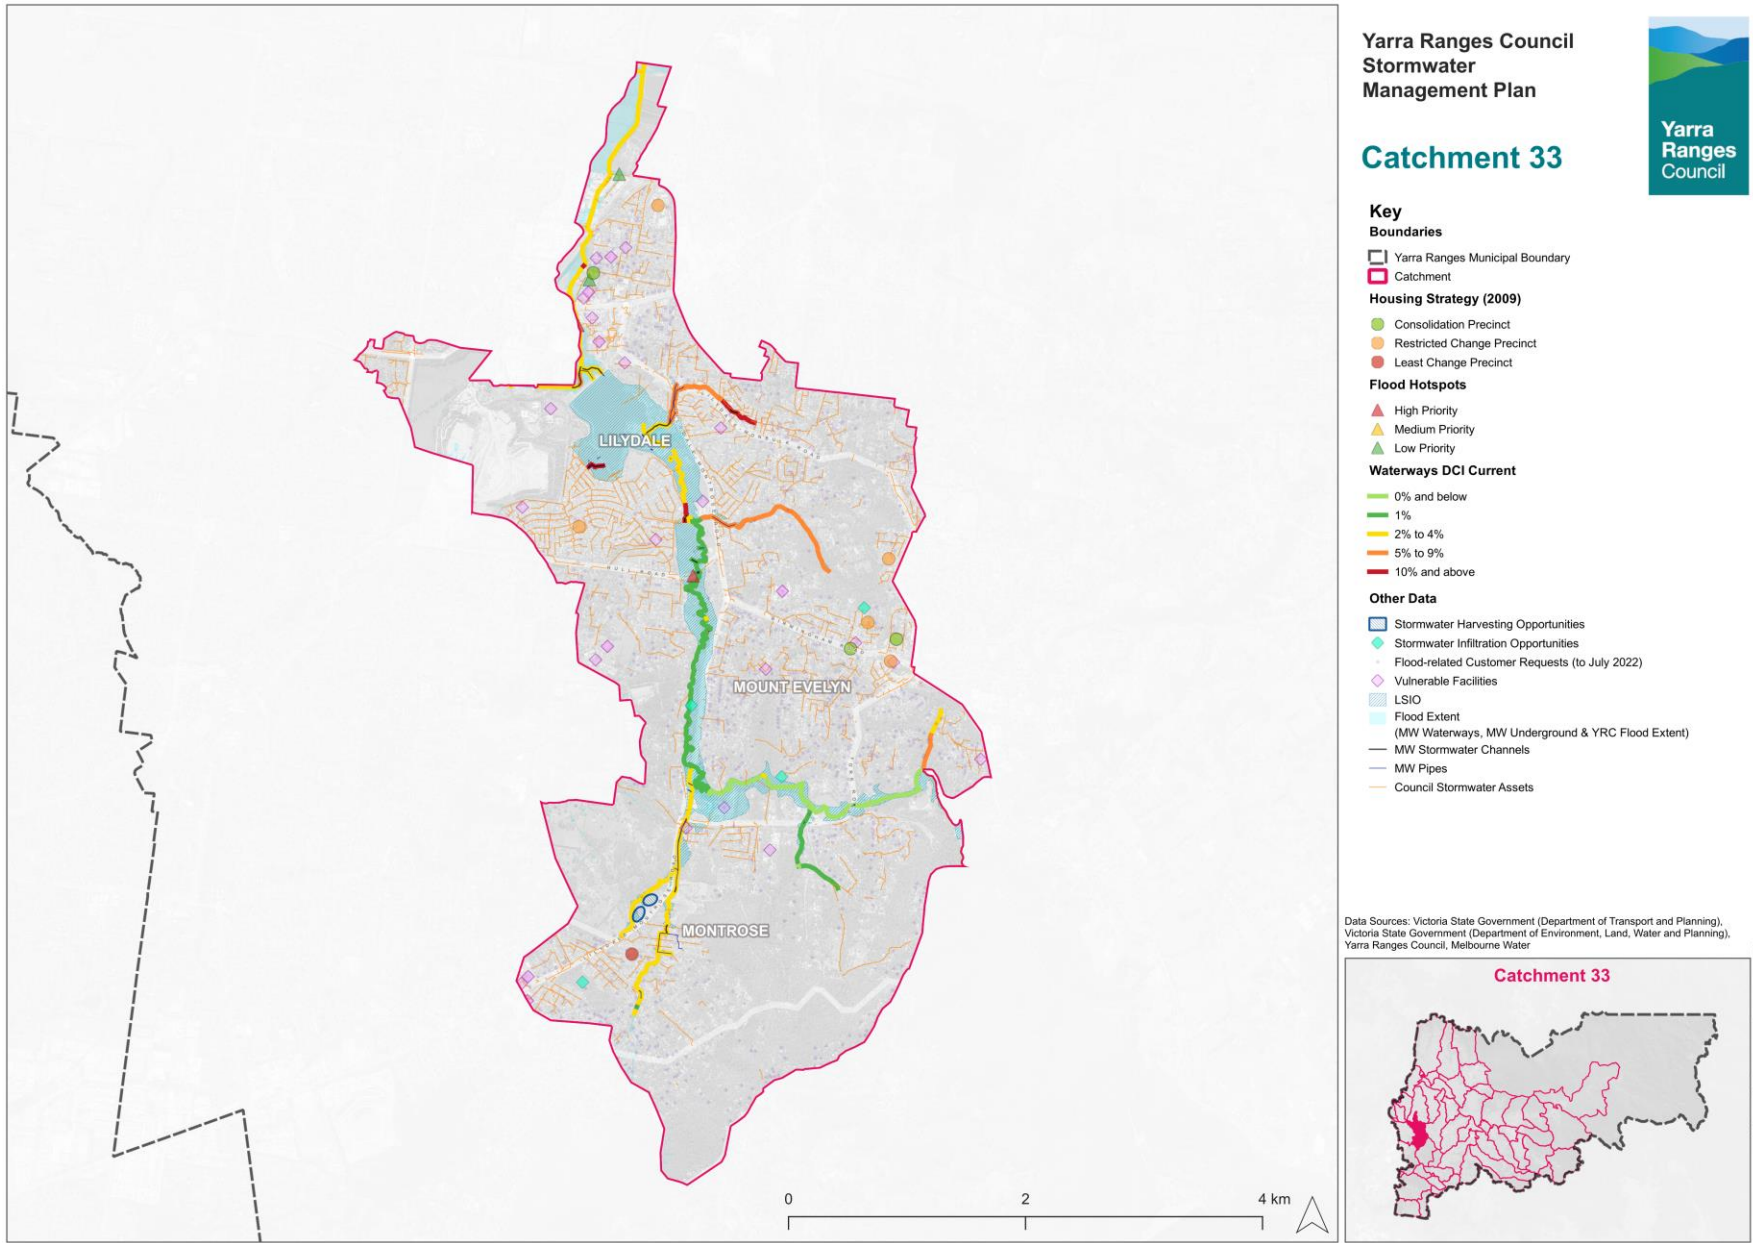 Yarra Ranges Council
Stormwater
Management Plan
Catchment 33
Yarra
Ranges
Council
Key
Boundaries
Yarra Ranges Municipal Boundary
Catchment
Housing Strategy (2009)
Consolidation Precinct
Restricted Change Precinct
Least Change Precinct
Flood Hotspots
High Priority
Medium Priority
Low Priority
Waterways DCI Current
0% and below
1%
2% to 4%
5% to 9%
10% and above
Other Data
Stormwater Harvesting Opportunities
Stormwater Infiltration Opportunities
Flood-related Customer Requests (to July 2022)
Vulnerable Facilities
LSIO
Flood Extent
(MW Waterways, MW Underground & YRC Flood Extent)
MW Stormwater Channels
MW Pipes
Council Stormwater Assets
LILYDALE
HULL ROAD
MOUNT EVELYN
MONTROSE
0 2 4 km
Data Sources: Victoria State Government (Department of Transport and Planning),
Victoria State Government (Department of Environment, Land, Water and Planning),
Yarra Ranges Council, Melbourne Water
Catchment 33